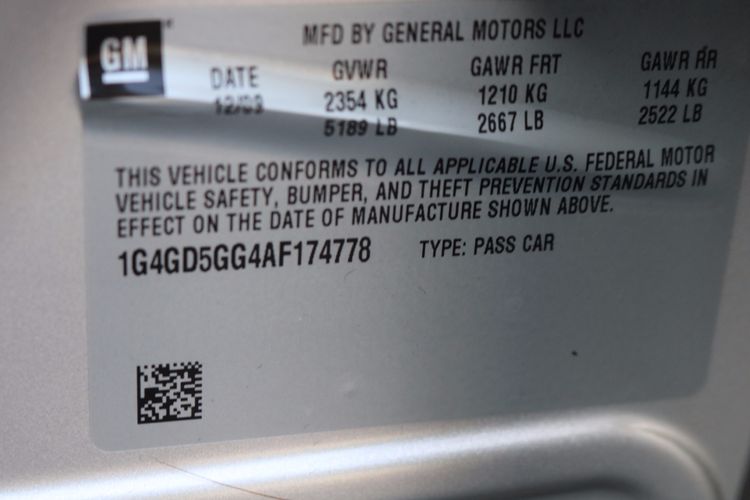 GM
MFD BY GENERAL MOTORS LLC
DATE GVWR GAWR FRT GAWR RR
12/09 2354 KG 1210 KG 1144 KG
5189 LB 2667 LB 2522 LB
THIS VEHICLE CONFORMS TO ALL APPLICABLE U.S. FEDERAL MOTOR
VEHICLE SAFETY, BUMPER, AND THEFT PREVENTION STANDARDS IN
EFFECT ON THE DATE OF MANUFACTURE SHOWN ABOVE.
1G4GD5GG4AF174778 TYPE: PASS CAR